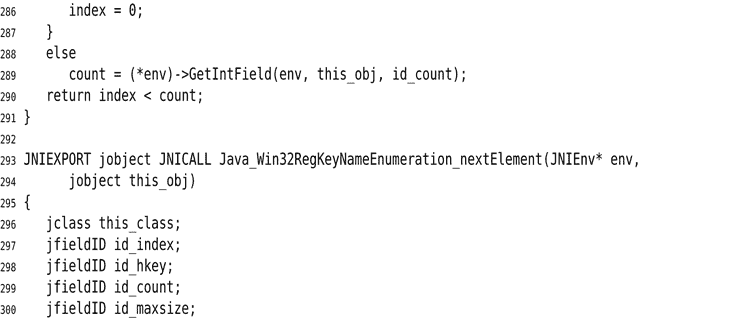 286       index = 0;
287    }
288    else
289       count = (*env)->GetIntField(env, this_obj, id_count);
290    return index < count;
291 }
292
293 JNIEXPORT jobject JNICALL Java_Win32RegKeyNameEnumeration_nextElement(JNIEnv* env,
294       jobject this_obj)
295 {
296    jclass this_class;
297    jfieldID id_index;
298    jfieldID id_hkey;
299    jfieldID id_count;
300    jfieldID id_maxsize;